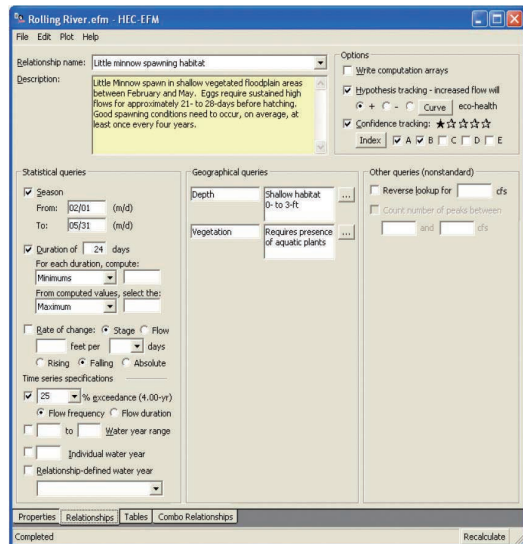 Rolling River.efm - HEC-EFM
File Edit Plot Help
Relationship name: Little minnow spawning habitat
Description:
Little Minnow spawn in shallow vegetated floodplain areas
between February and May. Eggs require sustained high
flows for approximately 21- to 28-days before hatching.
Good spawning conditions need to occur, on average, at
least once every four years.
Options
Write computation arrays
Hypothesis tracking - increased flow will
+ - Curve eco-health
Confidence tracking:
Index A B C D E
Statistical queries
Season
From: 02/01 (m/d)
To: 05/31 (m/d)
Duration of 24 days
For each duration, compute:
Minimums
From computed values, select the:
Maximum
Rate of change: Stage Flow
feet per days
Rising Falling Absolute
Time series specifications
25 % exceedance (4.00-yr)
Flow frequency Flow duration
to Water year range
Individual water year
Relationship-defined water year
Geographical queries
Depth Shallow habitat
0- to 3-ft ...
Vegetation Requires presence
of aquatic plants ...
Other queries (nonstandard)
Reverse lookup for cfs
Count number of peaks between
and cfs
Properties Relationships Tables Combo Relationships
Completed Recalculate